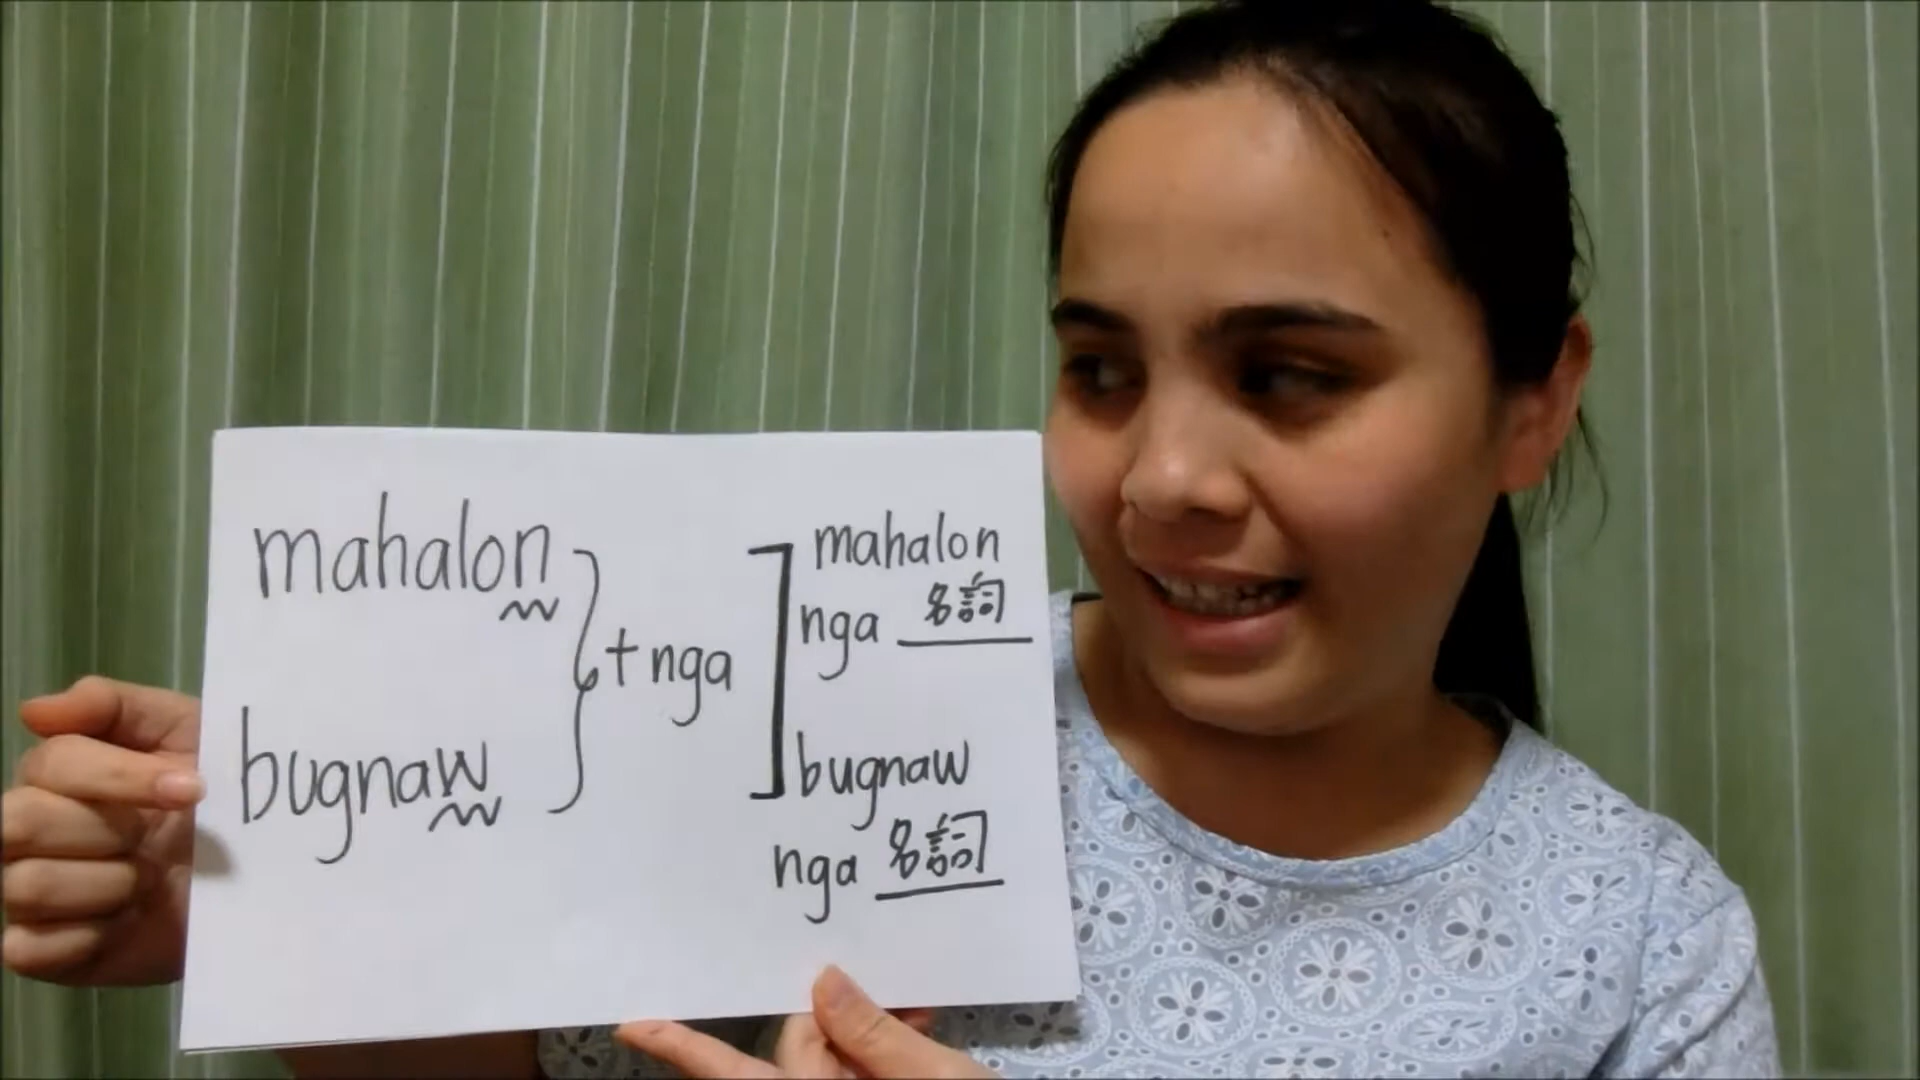 mahalon
bugnaw
+ nga
mahalon
nga 名詞
bugnaw
nga 名詞